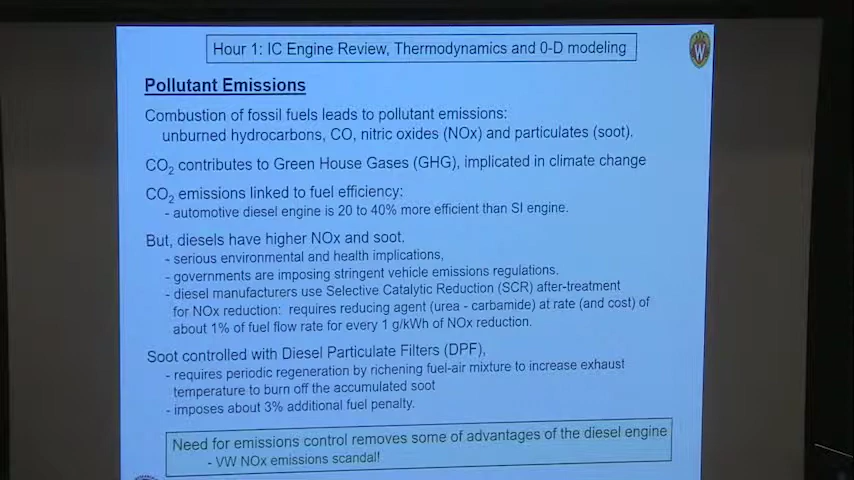 Hour 1: IC Engine Review, Thermodynamics and 0-D modeling
W
Pollutant Emissions
Combustion of fossil fuels leads to pollutant emissions:
unburned hydrocarbons, CO, nitric oxides (NOx) and particulates (soot).
CO2 contributes to Green House Gases (GHG), implicated in climate change
CO2 emissions linked to fuel efficiency:
- automotive diesel engine is 20 to 40% more efficient than SI engine.
But, diesels have higher NOx and soot.
- serious environmental and health implications,
- governments are imposing stringent vehicle emissions regulations.
- diesel manufacturers use Selective Catalytic Reduction (SCR) after-treatment
for NOx reduction: requires reducing agent (urea - carbamide) at rate (and cost) of
about 1% of fuel flow rate for every 1 g/kWh of NOx reduction.
Soot controlled with Diesel Particulate Filters (DPF),
- requires periodic regeneration by richening fuel-air mixture to increase exhaust
temperature to burn off the accumulated soot
- imposes about 3% additional fuel penalty.
Need for emissions control removes some of advantages of the diesel engine
- VW NOx emissions scandal!